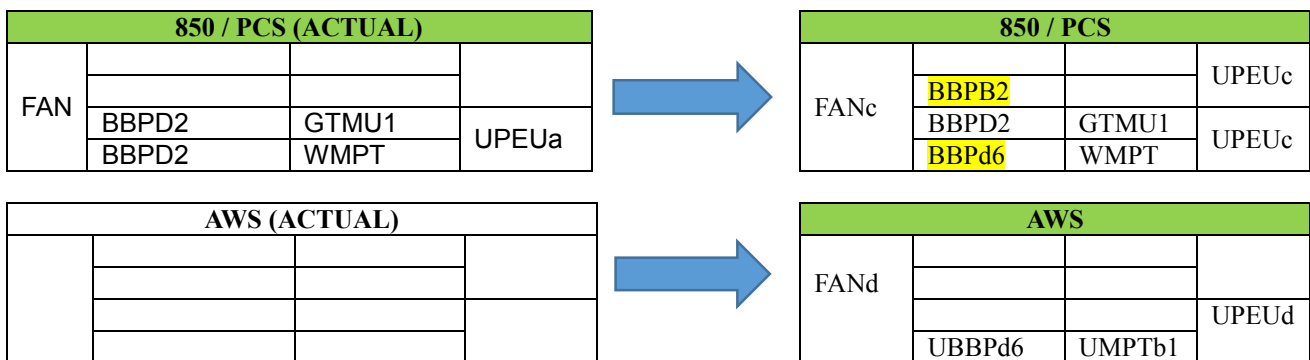 850 / PCS (ACTUAL)
FAN
BBPD2 GTMU1
BBPD2 WMPT
UPEUa
850 / PCS
FANc
BBPB2
UPEUc
BBPD2 GTMU1
BBPd6 WMPT
UPEUc
AWS (ACTUAL)
AWS
FANd
UPEUd
UBBPd6 UMPTb1